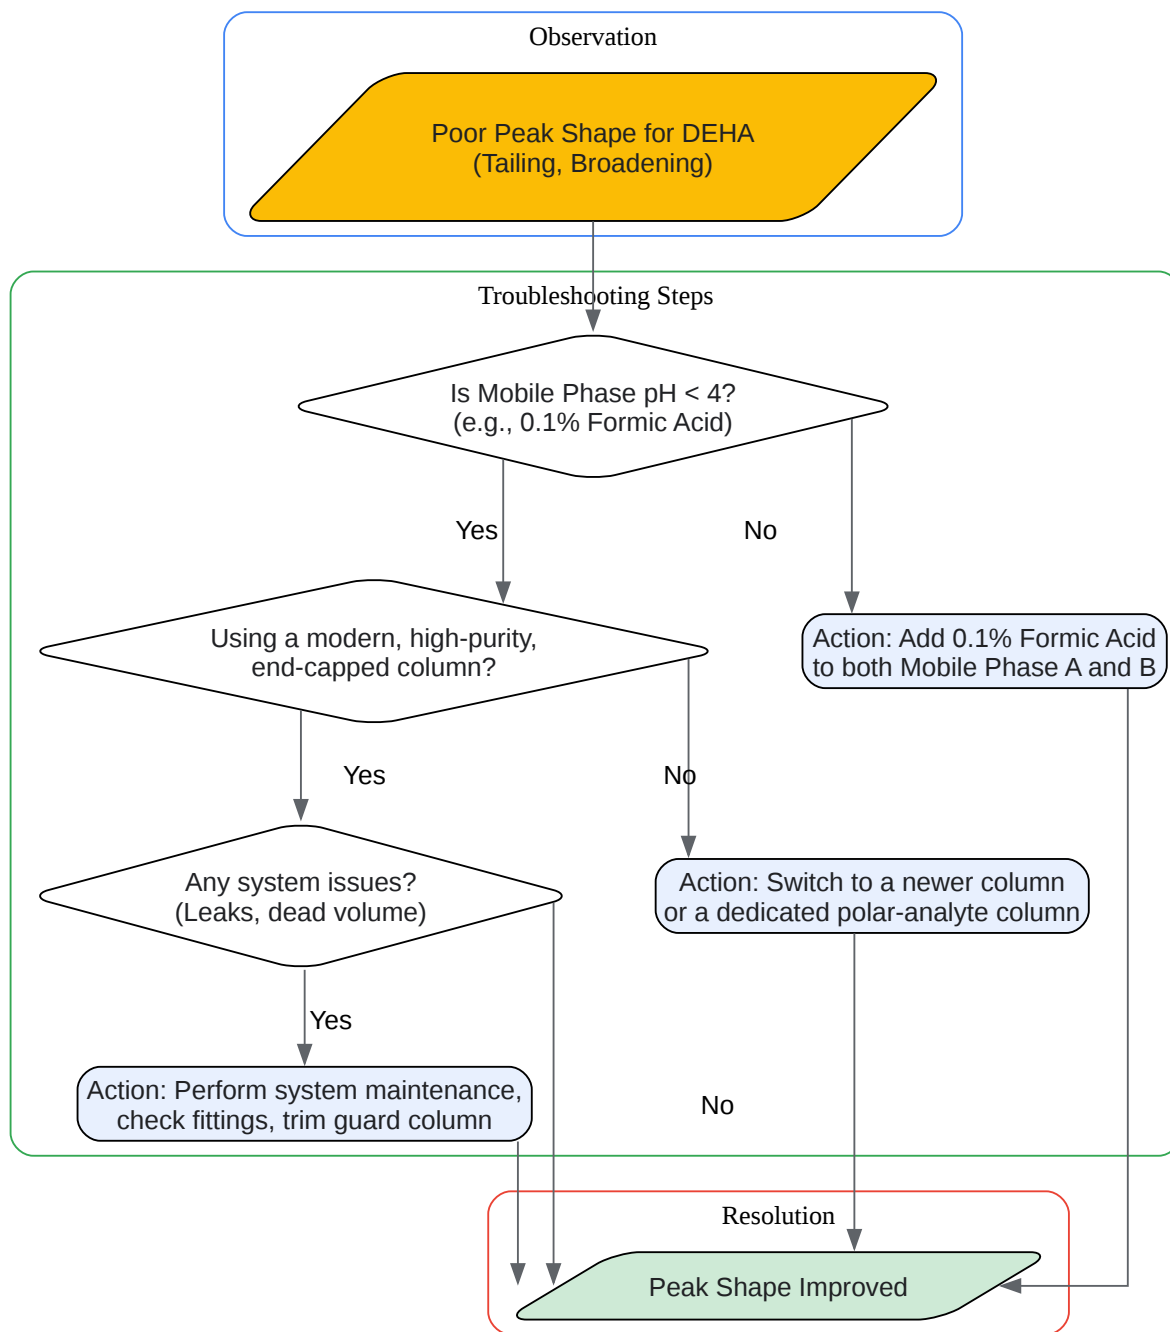 Observation
Poor Peak Shape for DEHA
(Tailing, Broadening)
Troubleshooting Steps
Is Mobile Phase pH < 4?
(e.g., 0.1% Formic Acid)
Yes
No
Using a modern, high-purity,
end-capped column?
Action: Add 0.1% Formic Acid
to both Mobile Phase A and B
Yes
No
Any system issues?
(Leaks, dead volume)
Action: Switch to a newer column
or a dedicated polar-analyte column
Yes
Action: Perform system maintenance,
check fittings, trim guard column
No
Resolution
Peak Shape Improved